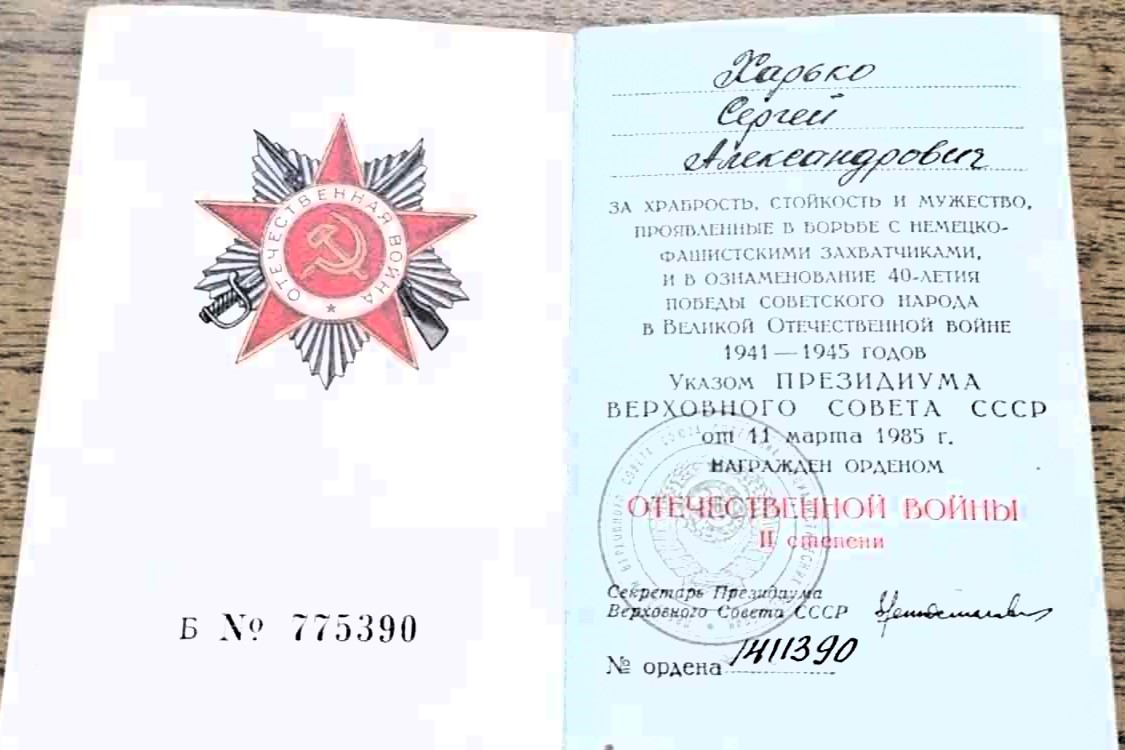 ОТЕЧЕСТВЕННАЯ ВОЙНА
Б № 775390
Харько
Сергей
Александрович
ЗА ХРАБРОСТЬ, СТОЙКОСТЬ И МУЖЕСТВО,
ПРОЯВЛЕННЫЕ В БОРЬБЕ С НЕМЕЦКО-
ФАШИСТСКИМИ ЗАХВАТЧИКАМИ,
И В ОЗНАМЕНОВАНИЕ 40-ЛЕТИЯ
ПОБЕДЫ СОВЕТСКОГО НАРОДА
В ВЕЛИКОЙ ОТЕЧЕСТВЕННОЙ ВОЙНЕ
1941—1945 ГОДОВ
УКАЗОМ ПРЕЗИДИУМА
ВЕРХОВНОГО СОВЕТА СССР
от 11 марта 1985 г.
НАГРАЖДЕН ОРДЕНОМ
ОТЕЧЕСТВЕННОЙ ВОЙНЫ
II степени
Секретарь Президиума
Верховного Совета СССР
№ ордена 1411390